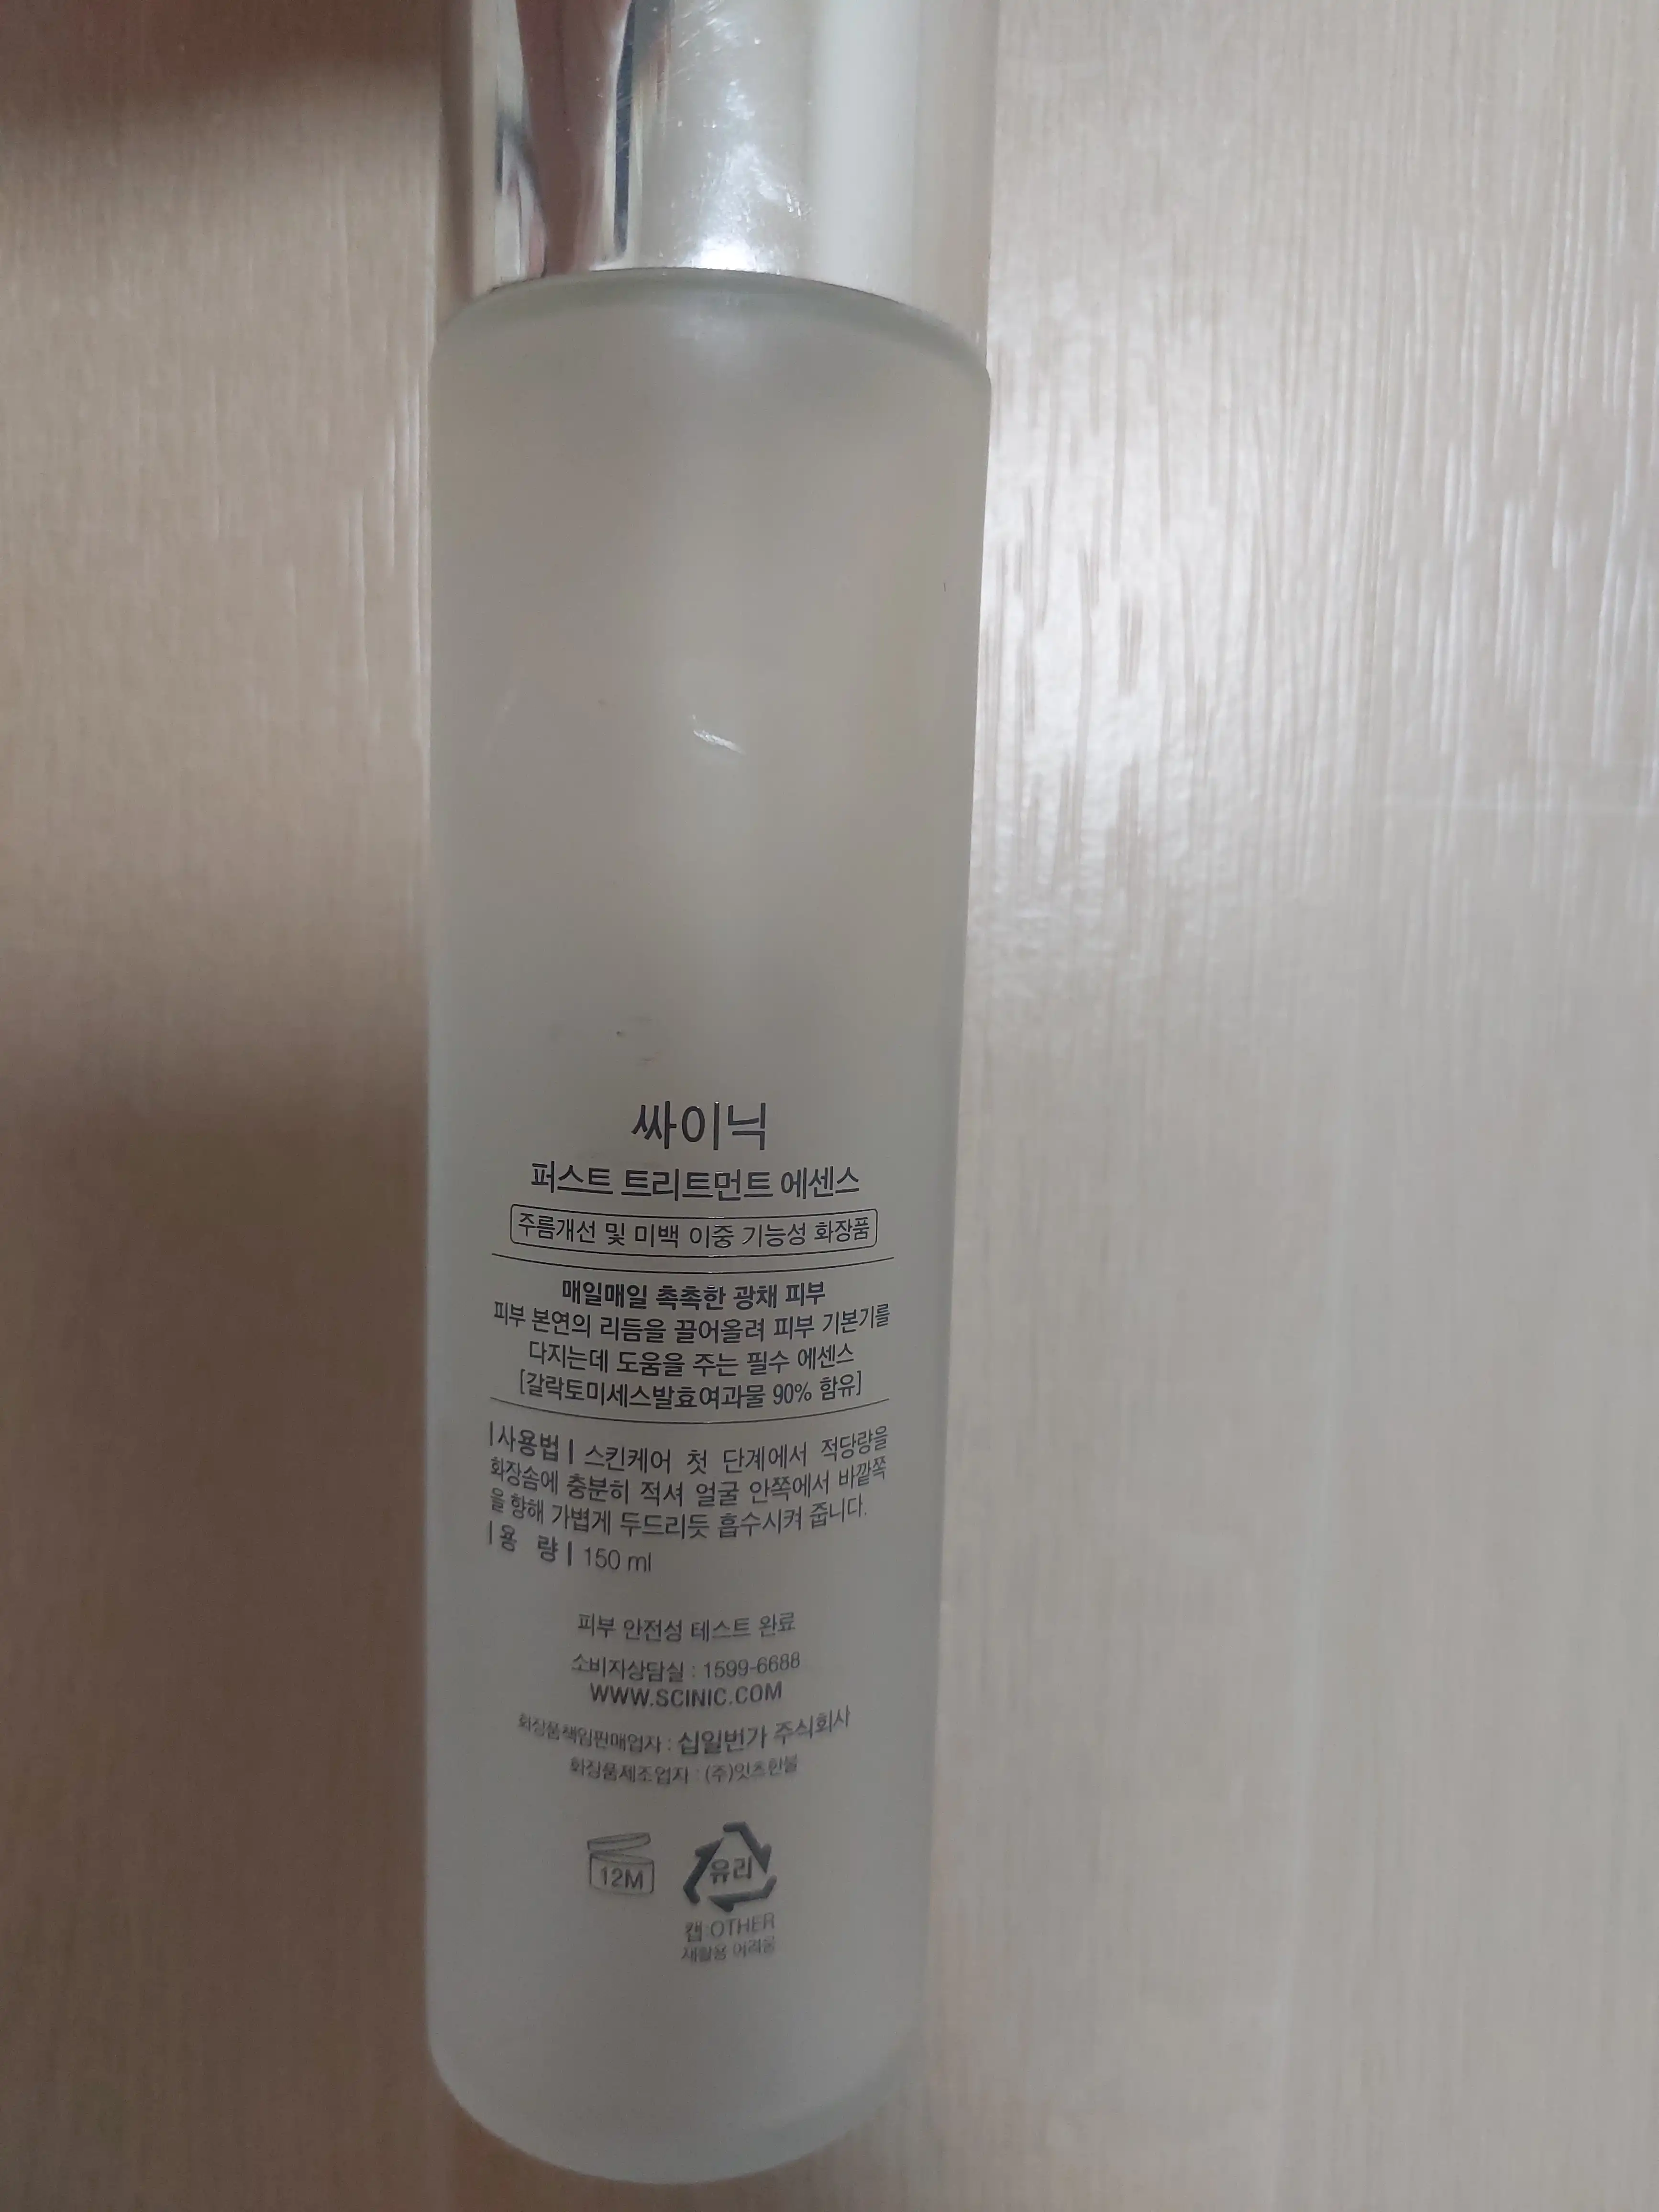 싸이닉
퍼스트 트리트먼트 에센스
주름개선 및 미백 이중 기능성 화장품
매일매일 촉촉한 광채 피부
피부 본연의 리듬을 끌어올려 피부 기본기를
다지는데 도움을 주는 필수 에센스
[갈락토미세스발효여과물 90% 함유]
|사용법| 스킨케어 첫 단계에서 적당량을
화장솜에 충분히 적셔 얼굴 안쪽에서 바깥쪽
을 향해 가볍게 두드리듯 흡수시켜 줍니다.
|용 량| 150 ml
피부 안전성 테스트 완료
소비자상담실 : 1599-6688
WWW.SCINIC.COM
화장품책임판매업자 : 십일번가 주식회사
화장품제조업자 : (주)잇츠한불
12M
유리
캡:OTHER
재활용 어려움